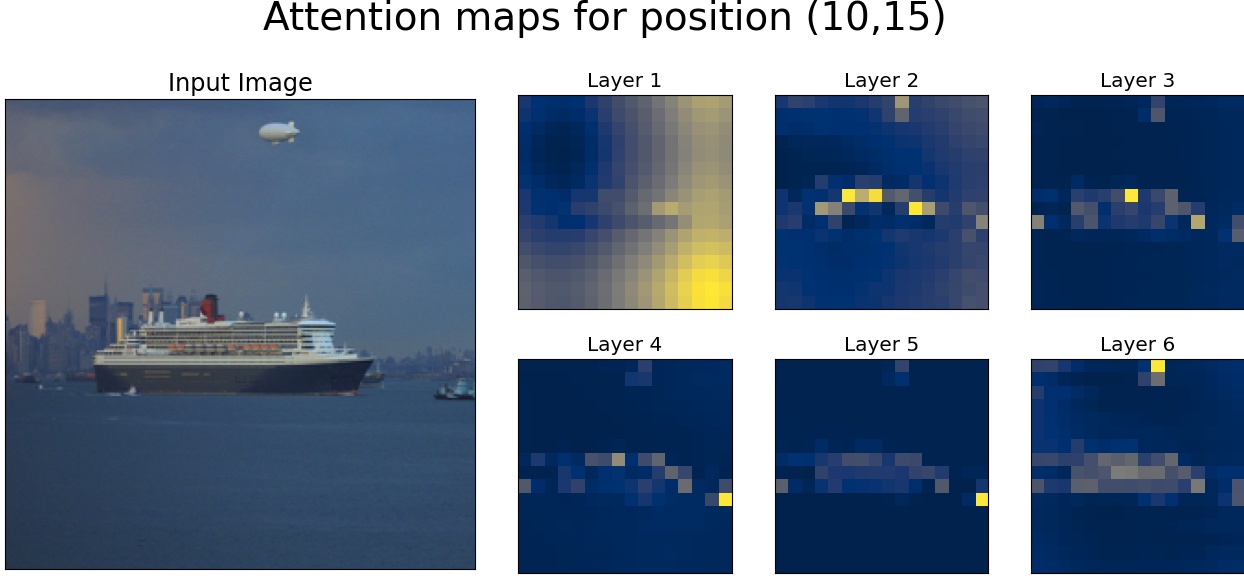 Attention maps for position (10,15)
Input Image
Layer 1
Layer 2
Layer 3
Layer 4
Layer 5
Layer 6